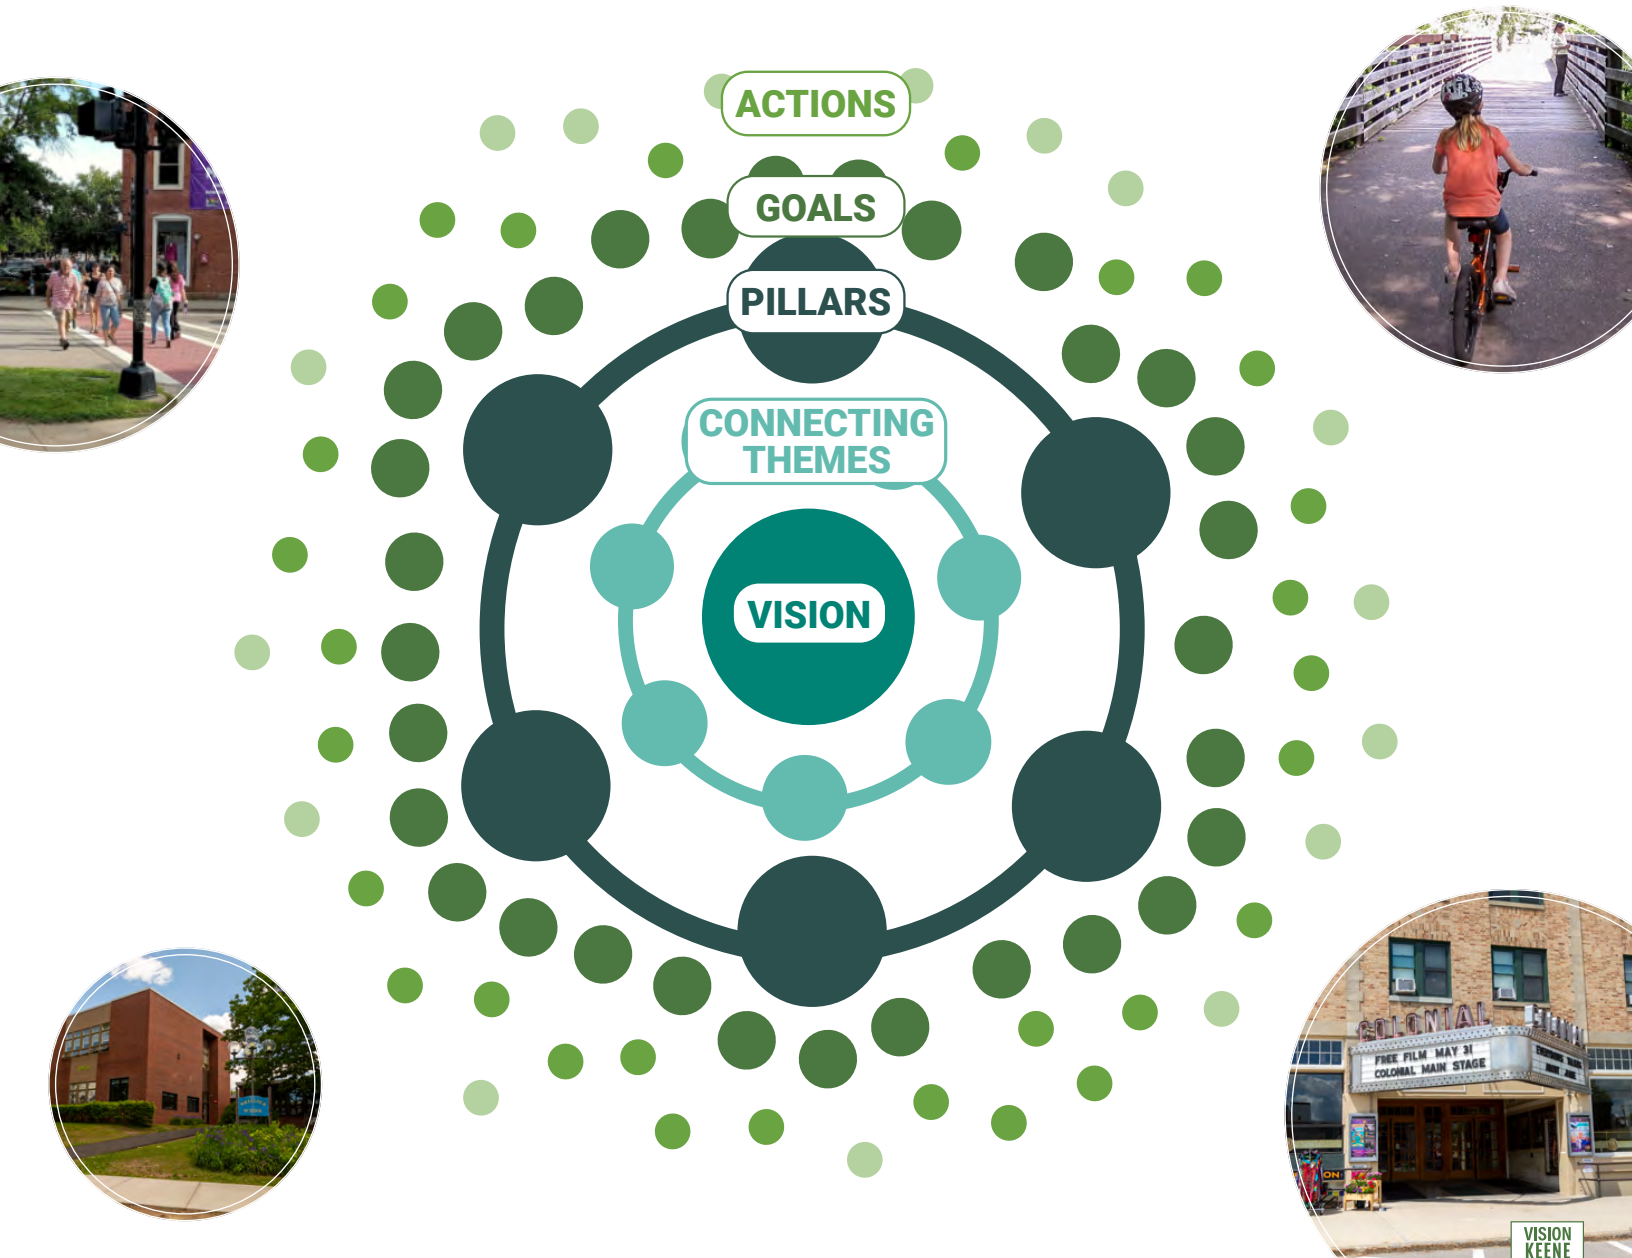 ACTIONS
GOALS
PILLARS
CONNECTING
THEMES
VISION
COLONIAL
FREE FILM MAY 31
COLONIAL MAIN STAGE
VISION
KEENE